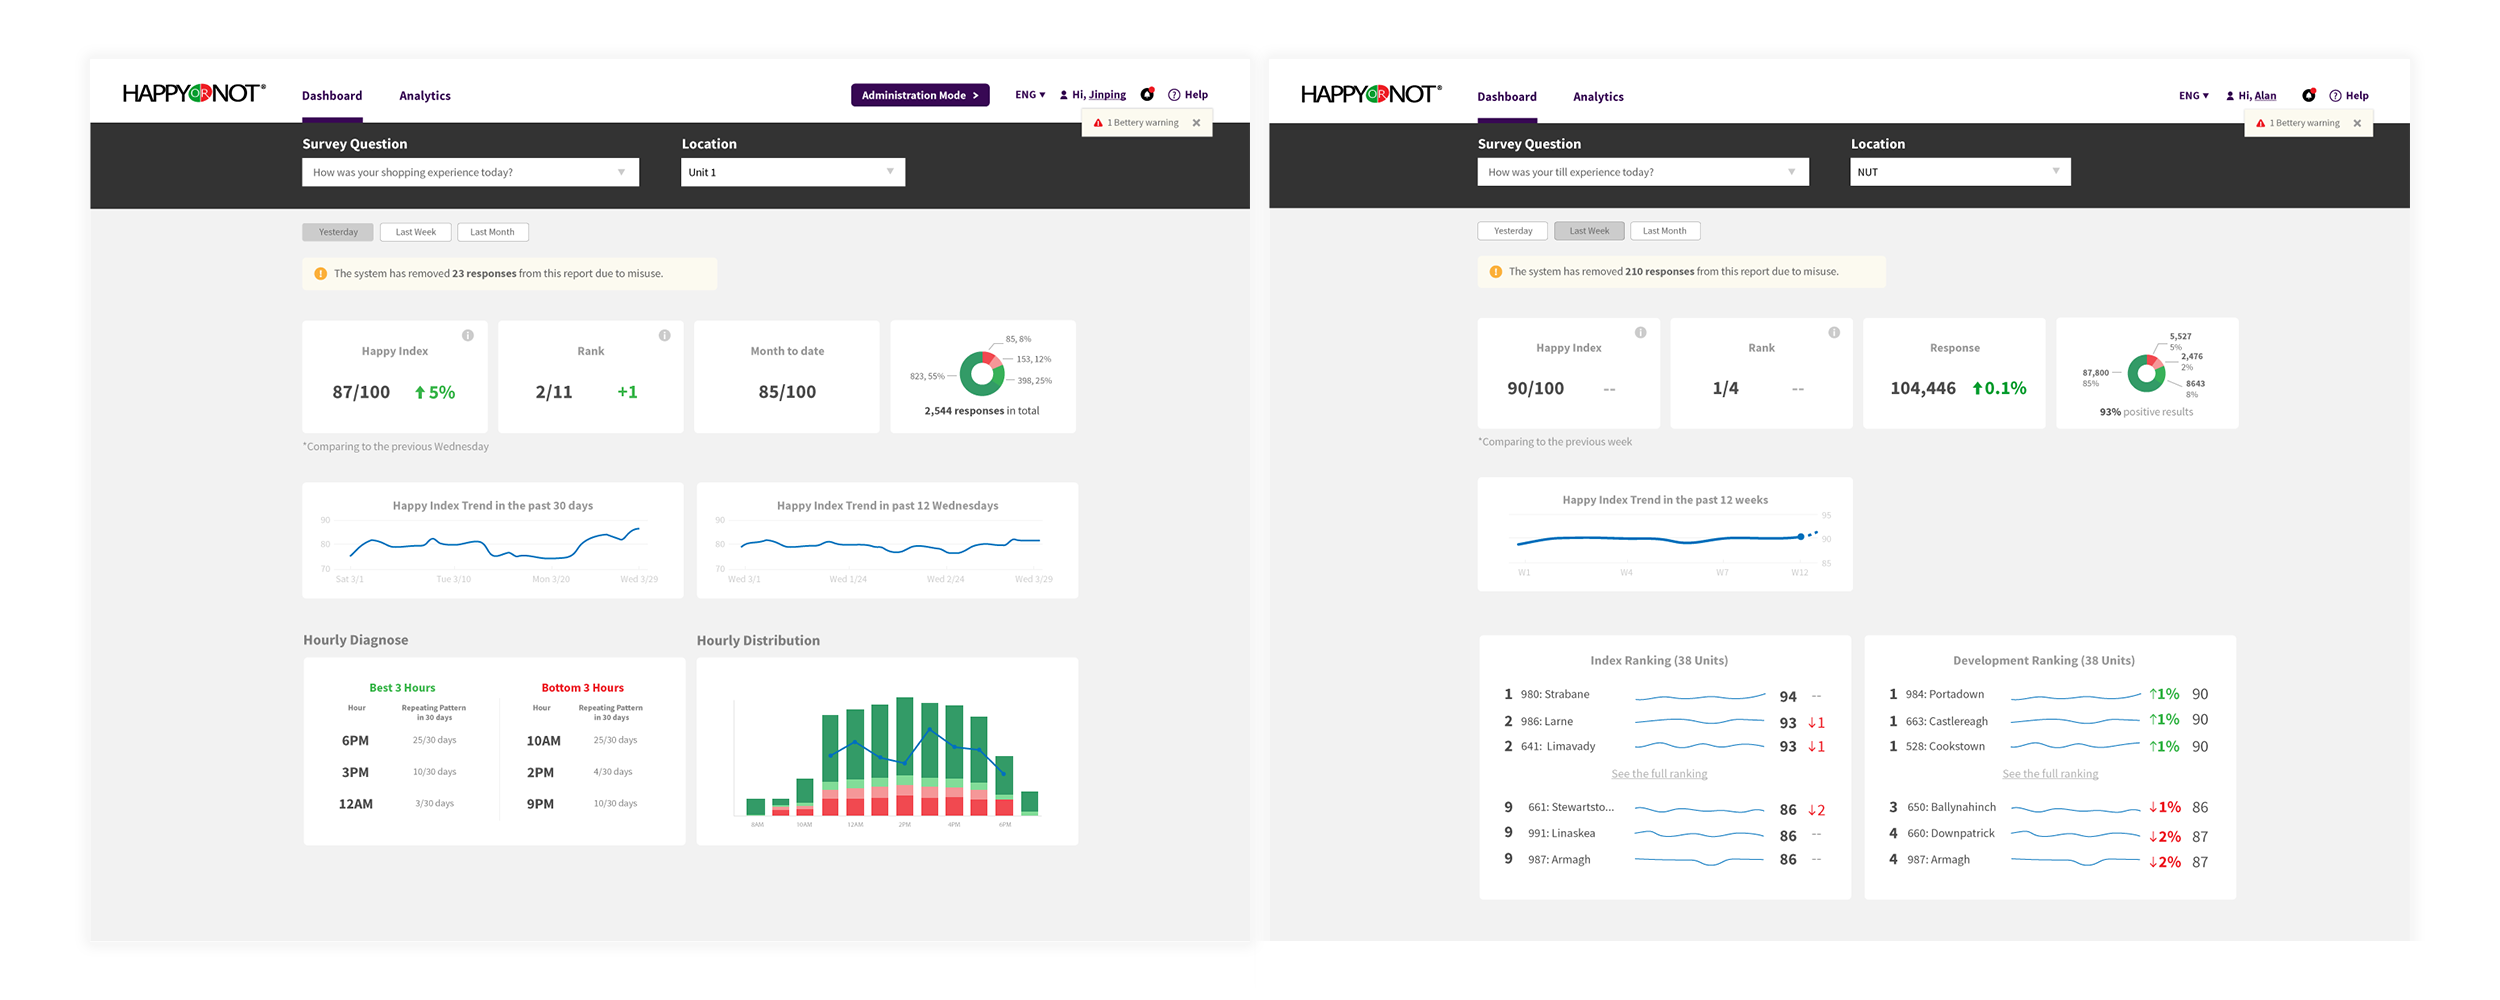 HAPPY OR NOT®
Dashboard
Analytics
Administration Mode >
ENG ▾
Hi, Jinping
? Help
1 Bettery warning ×
Survey Question
How was your shopping experience today?
Location
Unit 1
Yesterday
Last Week
Last Month
! The system has removed 23 responses from this report due to misuse.
i
Happy Index
87/100 5%
i
Rank
2/11 +1
Month to date
85/100
85, 8%
153, 12%
823, 55%
398, 25%
2,544 responses in total
*Comparing to the previous Wednesday
Happy Index Trend in the past 30 days
90
80
70
Sat 3/1 Tue 3/10 Mon 3/20 Wed 3/29
Happy Index Trend in past 12 Wednesdays
90
80
70
Wed 3/1 Wed 1/24 Wed 2/24 Wed 3/29
Hourly Diagnose
Best 3 Hours
Hour Repeating Pattern
in 30 days
6PM 25/30 days
3PM 10/30 days
12AM 3/30 days
Bottom 3 Hours
Hour Repeating Pattern
in 30 days
10AM 25/30 days
2PM 4/30 days
9PM 10/30 days
Hourly Distribution
8AM 10AM 12AM 2PM 4PM 6PM
HAPPY OR NOT®
Dashboard
Analytics
ENG ▾
Hi, Alan
? Help
1 Bettery warning ×
Survey Question
How was your till experience today?
Location
NUT
Yesterday
Last Week
Last Month
! The system has removed 210 responses from this report due to misuse.
i
Happy Index
90/100 --
i
Rank
1/4 --
Response
104,446 0.1%
5,527
5%
2,476
2%
87,800
85%
8643
8%
93% positive results
*Comparing to the previous week
Happy Index Trend in the past 12 weeks
95
90
85
W1 W4 W7 W12
Index Ranking (38 Units)
1 980: Strabane 94 --
2 986: Larne 93 ↓1
2 641: Limavady 93 ↓1
See the full ranking
9 661: Stewartsto... 86 ↓2
9 991: Linaskea 86 --
9 987: Armagh 86 --
Development Ranking (38 Units)
1 984: Portadown ↑1% 90
1 663: Castlereagh ↑1% 90
1 528: Cookstown ↑1% 90
See the full ranking
3 650: Ballynahinch ↓1% 86
4 660: Downpatrick ↓2% 87
4 987: Armagh ↓2% 87